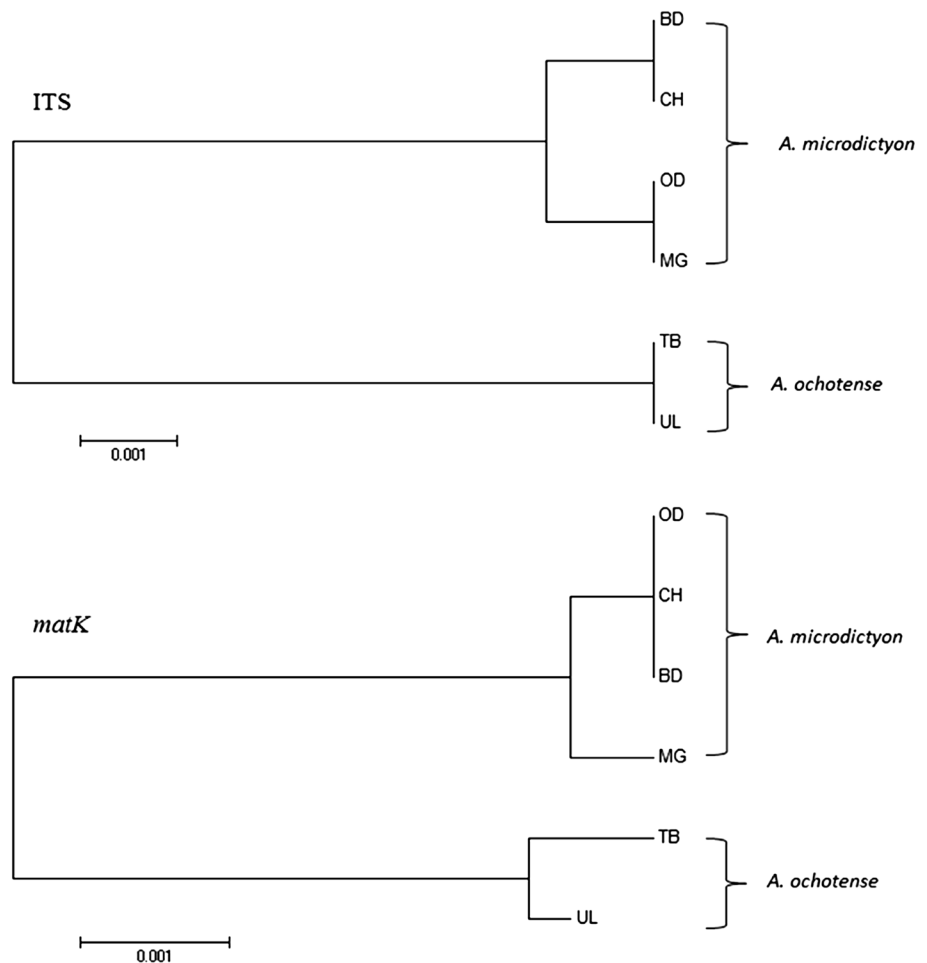 BD
ITS
CH
A. microdictyon
OD
MG
TB
A. ochotense
UL
0.001
OD
CH
matK
A. microdictyon
BD
MG
TB
A. ochotense
UL
0.001